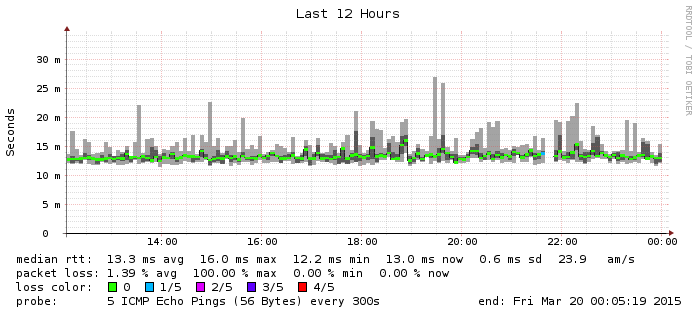 Last 12 Hours
RRDTOOL / TOBI OETIKER
Seconds
30 m
25 m
20 m
15 m
10 m
5 m
0
14:00 16:00 18:00 20:00 22:00 00:00
median rtt: 13.3 ms avg 16.0 ms max 12.2 ms min 13.0 ms now 0.6 ms sd 23.9 am/s
packet loss: 1.39 % avg 100.00 % max 0.00 % min 0.00 % now
loss color: 0 1/5 2/5 3/5 4/5
probe: 5 ICMP Echo Pings (56 Bytes) every 300s end: Fri Mar 20 00:05:19 2015